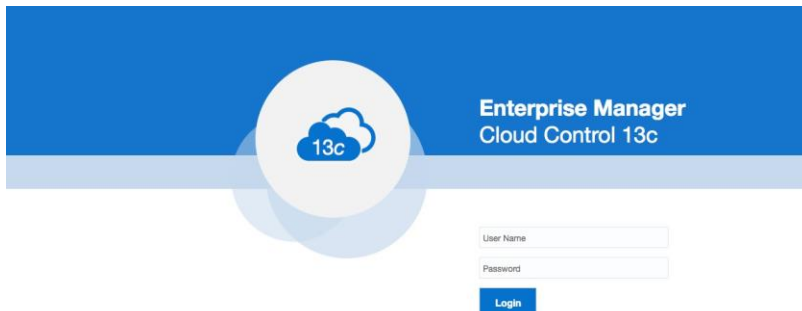 13c
Enterprise Manager
Cloud Control 13c
User Name
Password
Login